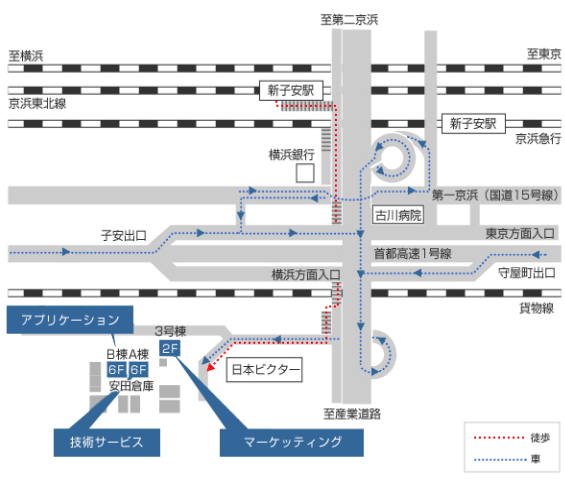 至第二京浜
至横浜
至東京
新子安駅
京浜東北線
新子安駅
京浜急行
横浜銀行
第一京浜（国道15号線）
古川病院
子安出口
東京方面入口
首都高速1号線
横浜方面入口
守屋町出口
貨物線
アプリケーション
3号棟
B棟A棟
2F
6F 6F
安田倉庫
日本ビクター
至産業道路
技術サービス
マーケッティング
徒歩
車